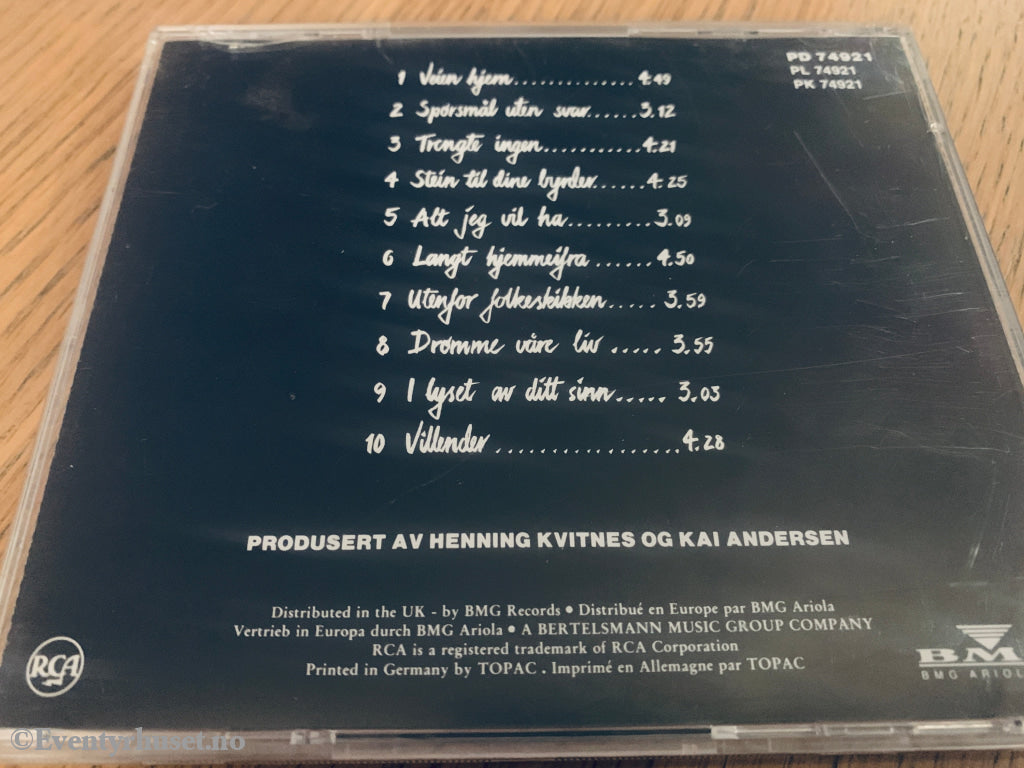 PD 74921
PL 74921
PK 74921
1 Veien hjem.............4.49
2 Spørsmål uten svar......3.12
3 Trengte ingen...........4.21
4 Stein til dine byrder......4.25
5 Alt jeg vil ha.........3.09
6 Langt hjemmeifra ......4.50
7 Utenfor folkeskikken..... 3.59
8 Drømme våre liv ..... 3.55
9 I lyset av ditt sinn..... 3.03
10 Villender..................4.28
PRODUSERT AV HENNING KVITNES OG KAI ANDERSEN
Distributed in the UK - by BMG Records • Distribué en Europe par BMG Ariola
Vertrieb in Europa durch BMG Ariola • A BERTELSMANN MUSIC GROUP COMPANY
RCA is a registered trademark of RCA Corporation
Printed in Germany by TOPAC . Imprimé en Allemagne par TOPAC
RCA
BMG
BMG ARIOL
©Eventyrhuset.no